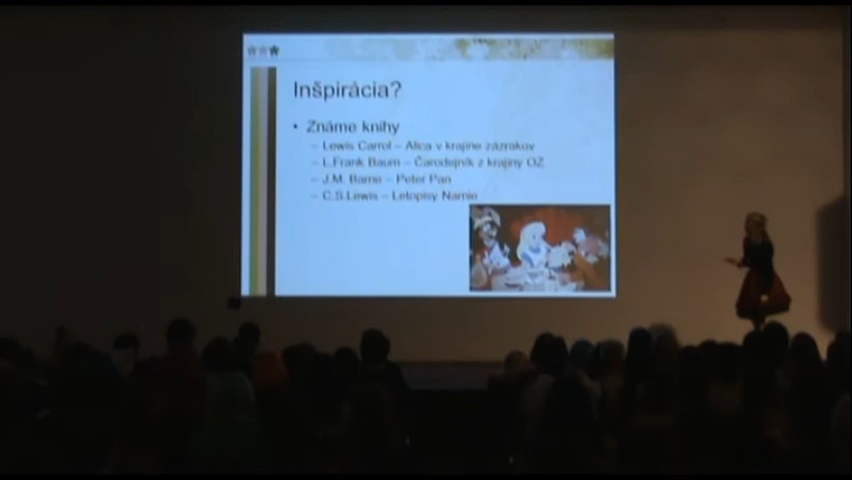 Inšpirácia?
• Známe knihy
– Lewis Carrol – Alica v krajine zázrakov
– L.Frank Baum – Čarodejník z krajiny OZ
– J.M. Barrie – Peter Pan
– C.S.Lewis – Letopisy Narnie